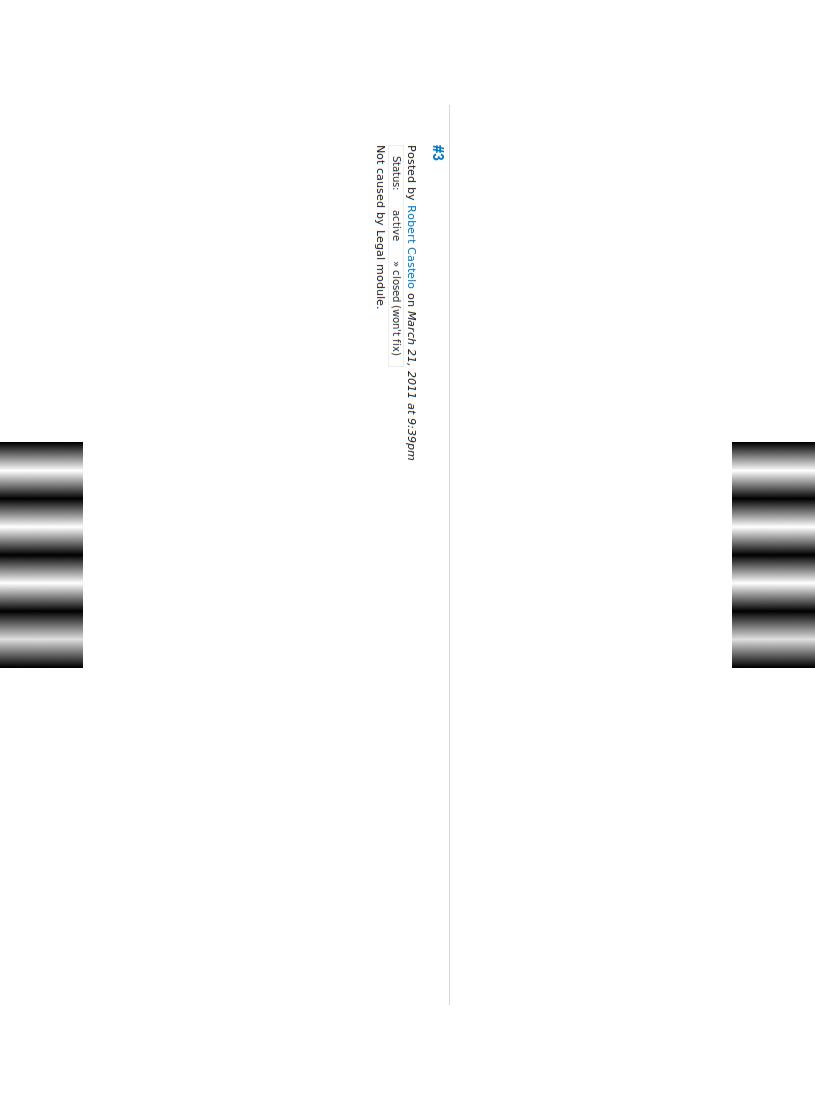 #3
Posted by Robert Castelo on March 21, 2011 at 9:39pm
Status: active » closed (won't fix)
Not caused by Legal module.